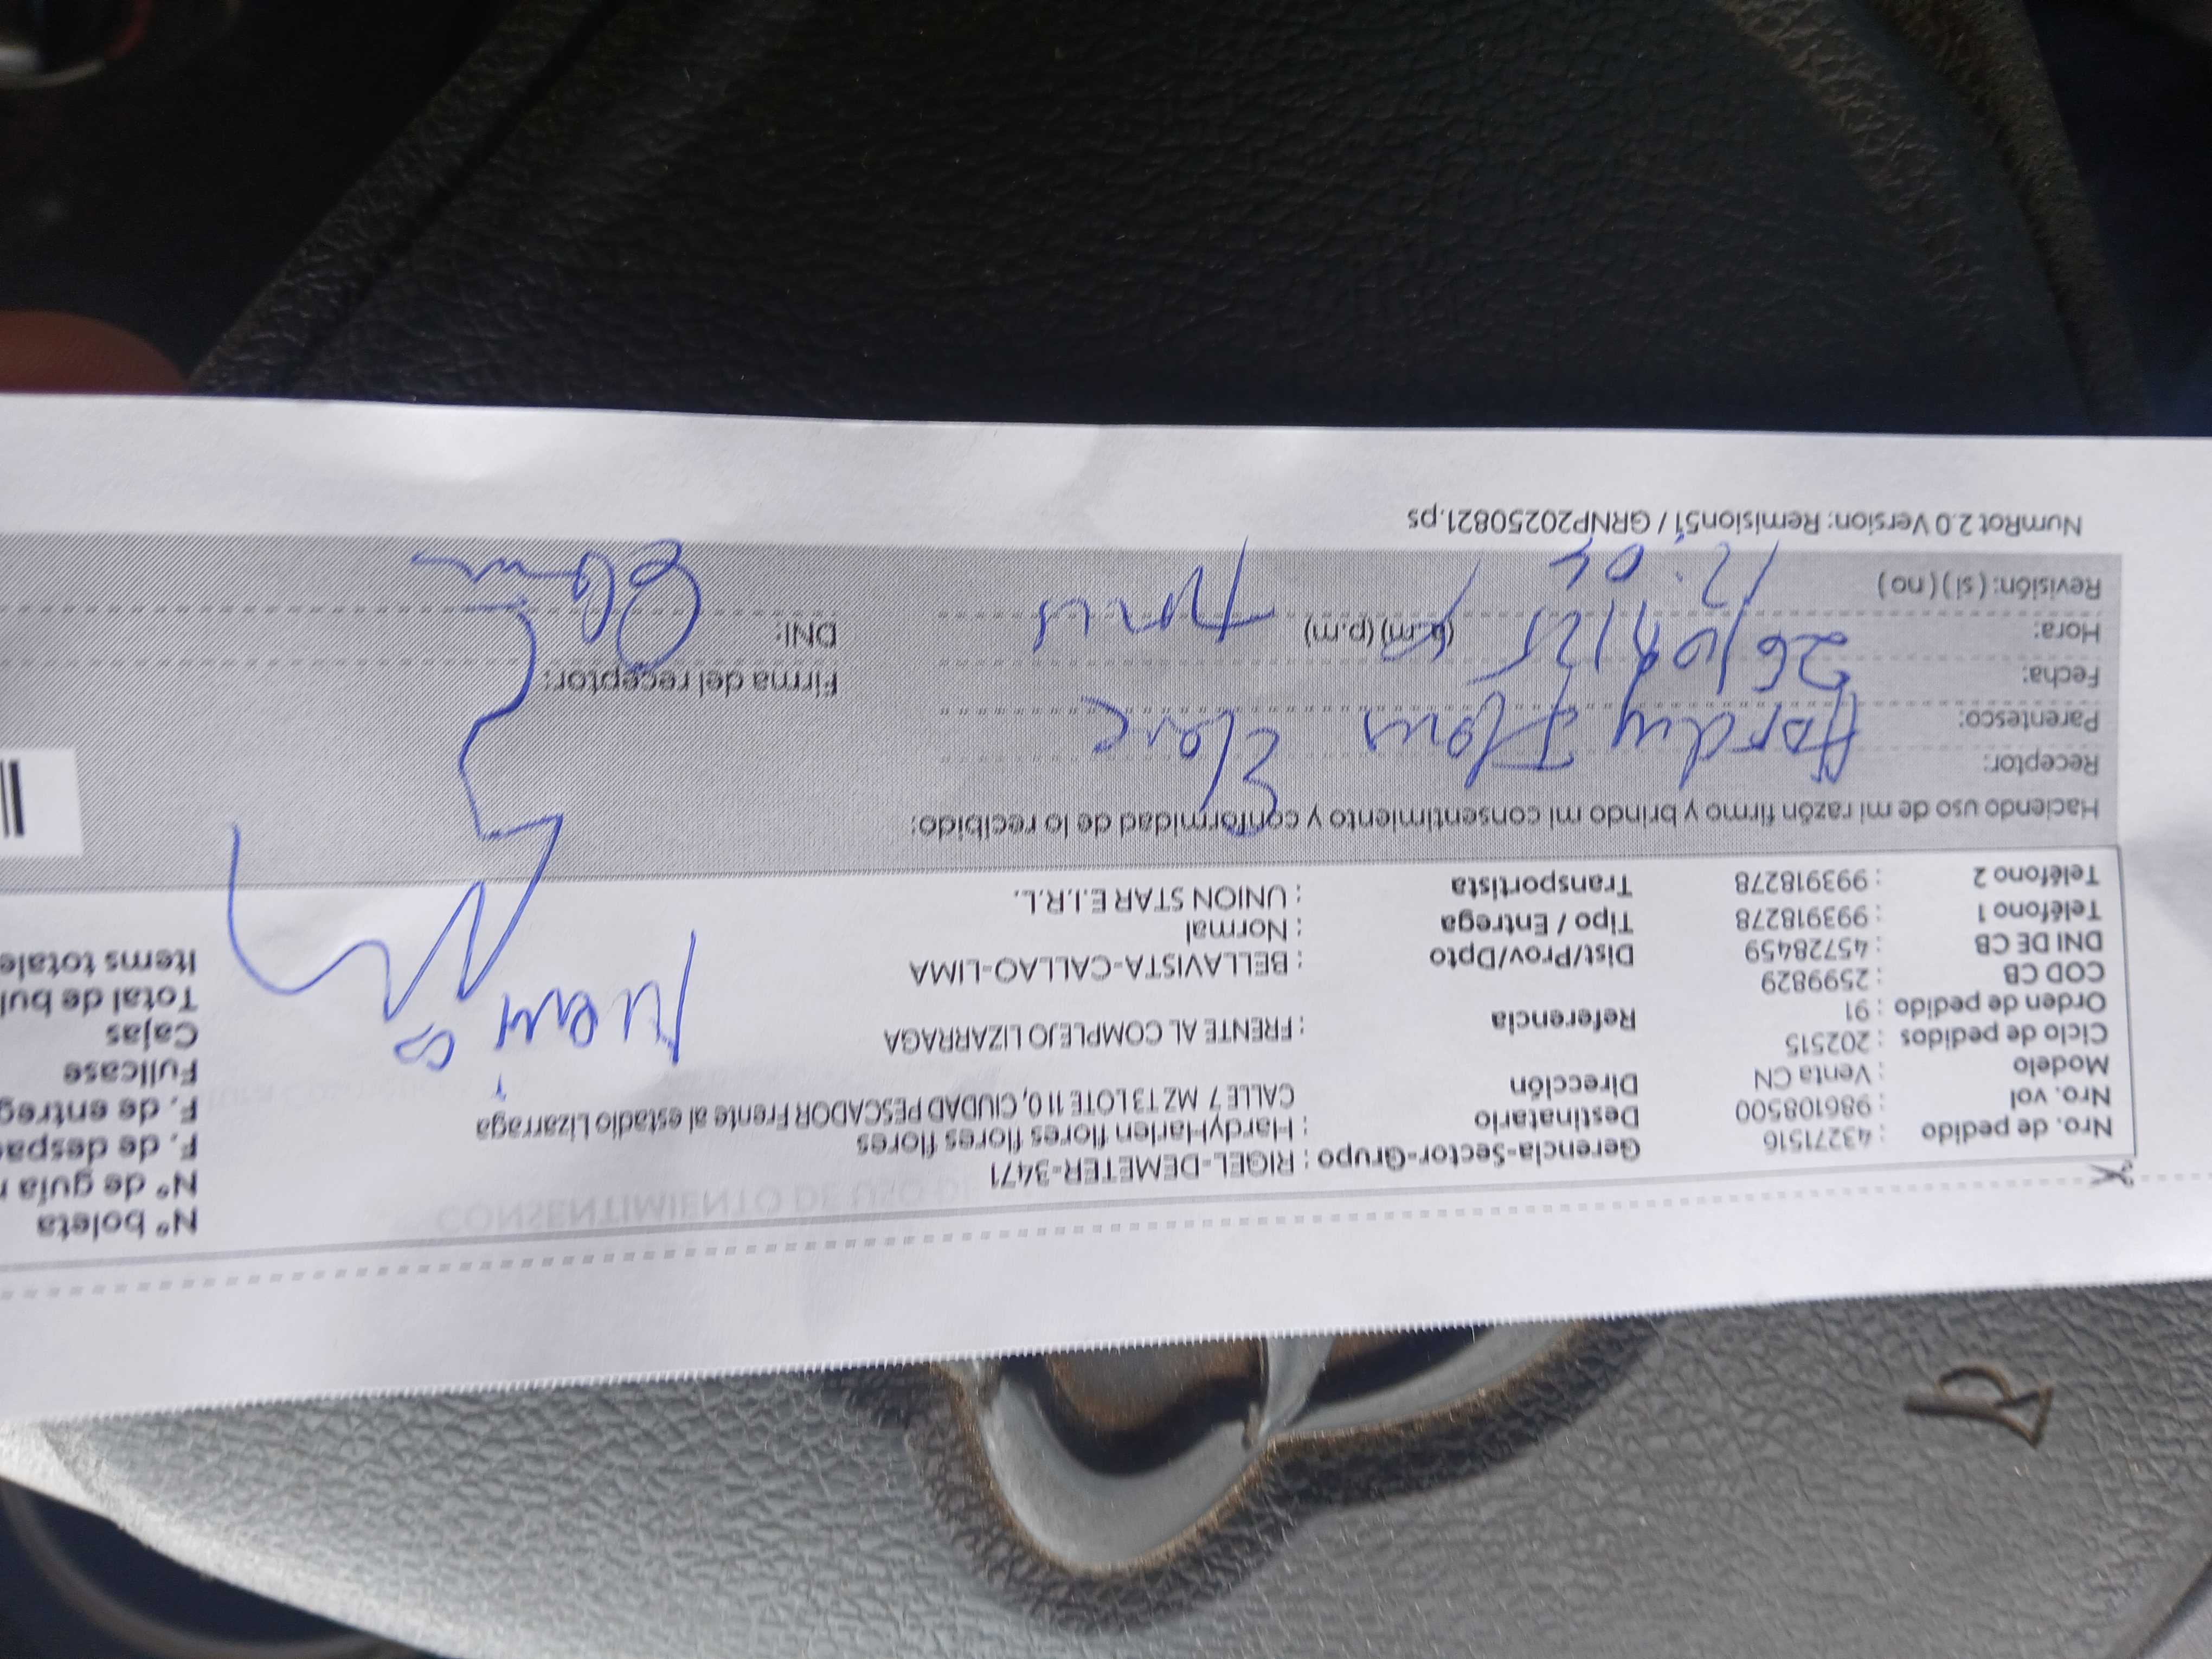 CONSENTIMIENTO DE USO DE
Nro. de pedido : 43271516 Gerencia-Sector-Grupo : RIGEL-DEMETER-3471 N° boleta
Nro. vol : 986108500 Destinatario : HardyHarlen flores flores N° de guía
Modelo : Venta CN Dirección CALLE 7 MZ T3 LOTE 11 0, CIUDAD PESCADOR Frente al estadio Lizarraga F. de despac
Ciclo de pedidos : 202515 F. de entreg
Orden de pedido : 91 Referencia : FRENTE AL COMPLEJO LIZARRAGA Fullcase
COD CB : 2599829 Cajas
DNI DE CB : 45728459 Dist/Prov/Dpto : BELLAVISTA-CALLAO-LIMA Total de bul
Teléfono 1 : 993918278 Tipo / Entrega : Normal Items totale
Teléfono 2 : 993918278 Transportista : UNION STAR E.I.R.L.
Haciendo uso de mi razón firmo y brindo mi consentimiento y conformidad de lo recibido:
Receptor: Hardy Flores
Parentesco:
Fecha: 26/08/25 Firma del receptor:
Hora: (a.m) (p.m) DNI:
Revisión: ( si ) ( no ) 12:04
NumRot 2.0 Version: Remision51 / GRNP20250821.ps